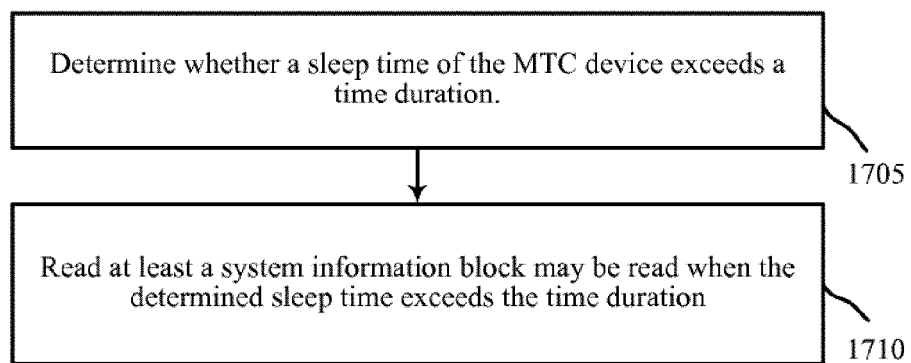 Determine whether a sleep time of the MTC device exceeds a
time duration.
1705
Read at least a system information block may be read when the
determined sleep time exceeds the time duration
1710